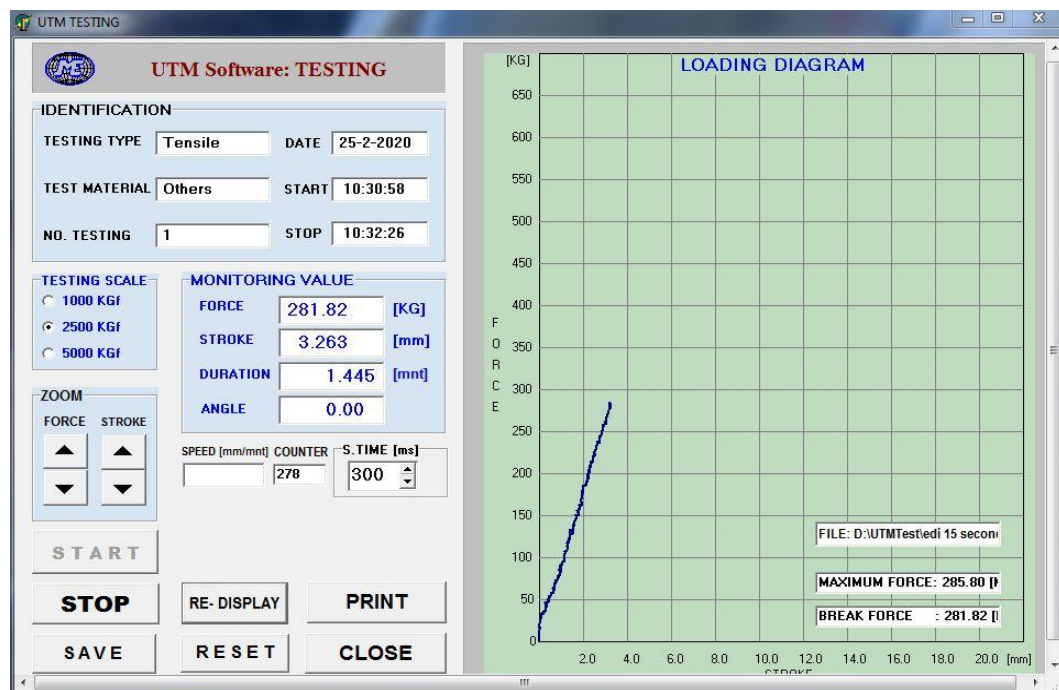 UTM TESTING
ME
UTM Software: TESTING
IDENTIFICATION
TESTING TYPE Tensile DATE 25-2-2020
TEST MATERIAL Others START 10:30:58
NO. TESTING 1 STOP 10:32:26
TESTING SCALE
1000 KGf
2500 KGf
5000 KGf
MONITORING VALUE
FORCE 281.82 [KG]
STROKE 3.263 [mm]
DURATION 1.445 [mnt]
ANGLE 0.00
ZOOM
FORCE STROKE
SPEED [mm/mnt] COUNTER 278
S.TIME [ms] 300
START
STOP RE- DISPLAY PRINT
SAVE RESET CLOSE
LOADING DIAGRAM
[KG]
650
600
550
500
450
400
350
300
250
200
150
100
50
0
FORCE
FILE: D:\UTMTest\edi 15 secon
MAXIMUM FORCE: 285.80
BREAK FORCE : 281.82
2.0 4.0 6.0 8.0 10.0 12.0 14.0 16.0 18.0 20.0 [mm]
STROKE